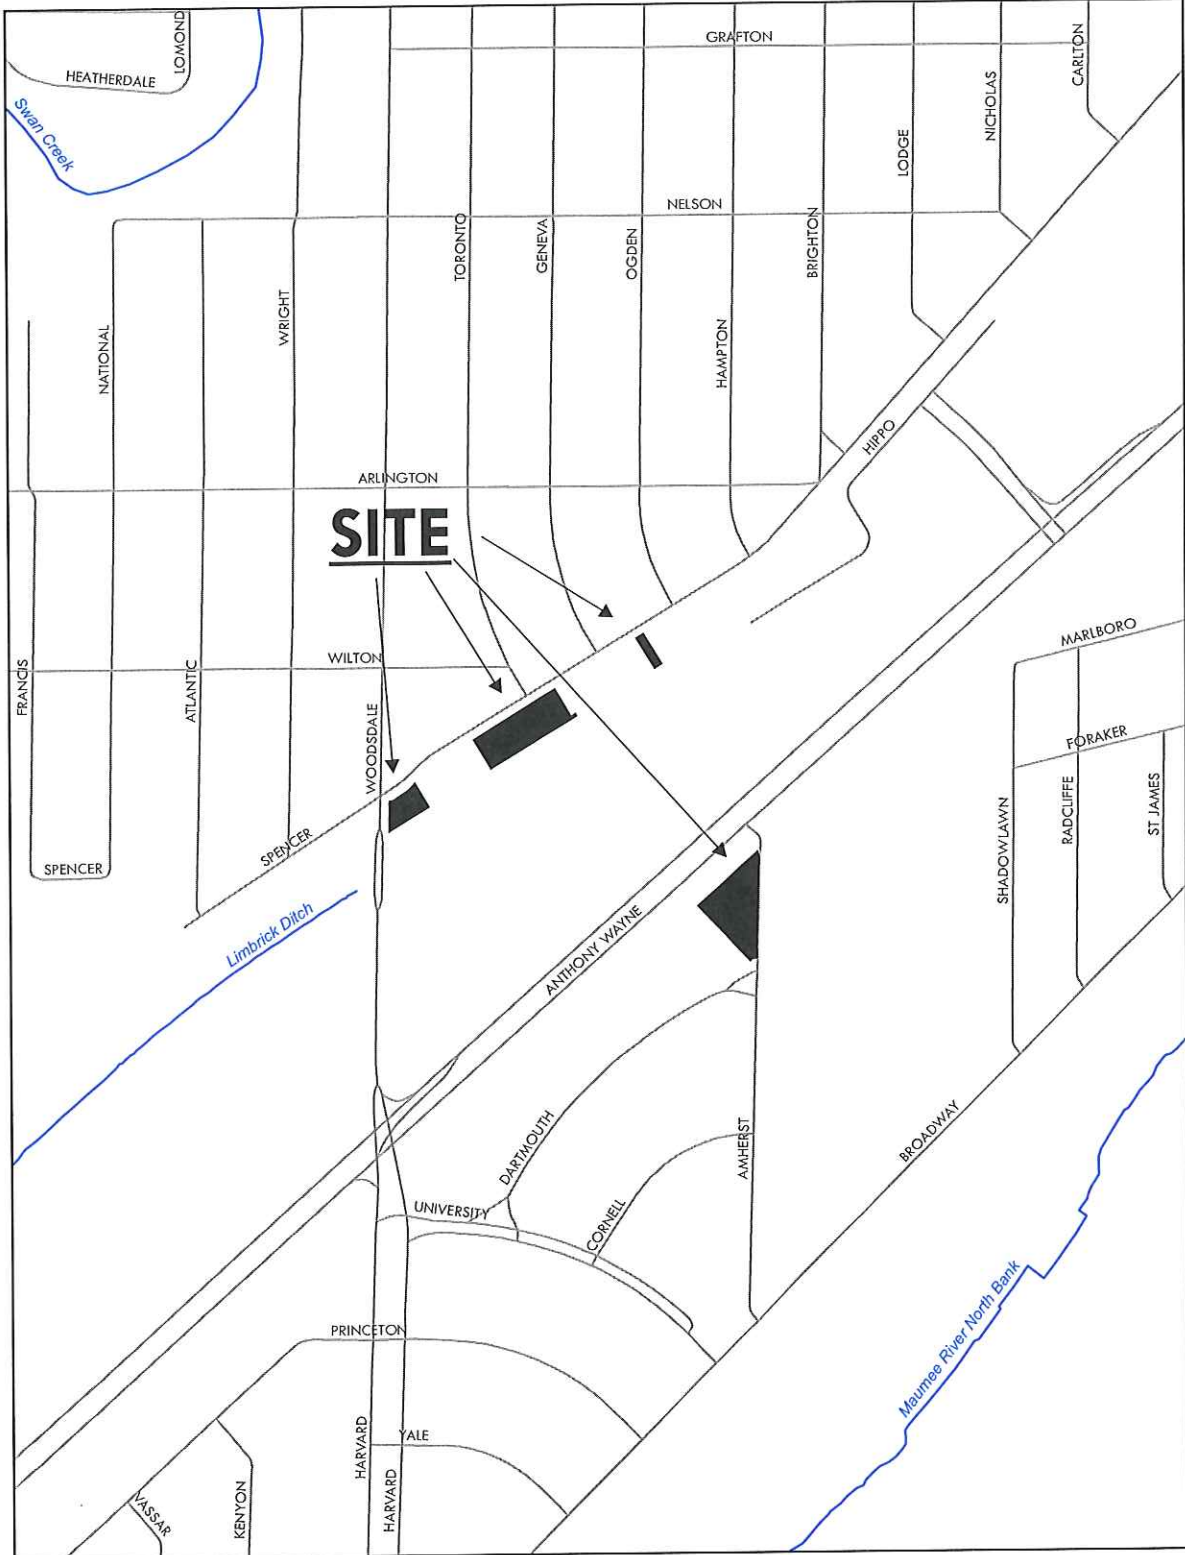 LOMOND
HEATHERDALE
Swan Creek
GRAFTON
CARLTON
NICHOLAS
LODGE
NELSON
TORONTO
GENEVA
OGDEN
BRIGHTON
WRIGHT
NATIONAL
HAMPTON
HIPPO
ARLINGTON
SITE
MARLBORO
WILTON
FRANCIS
ATLANTIC
WOODSDALE
FORAKER
RADCLIFFE
ST JAMES
SHADOWLAWN
SPENCER
SPENCER
Limbrick Ditch
ANTHONY WAYNE
DARTMOUTH
AMHERST
BROADWAY
UNIVERSITY
CORNELL
Maumee River North Bank
PRINCETON
HARVARD
YALE
HARVARD
KENYON
VASSAR